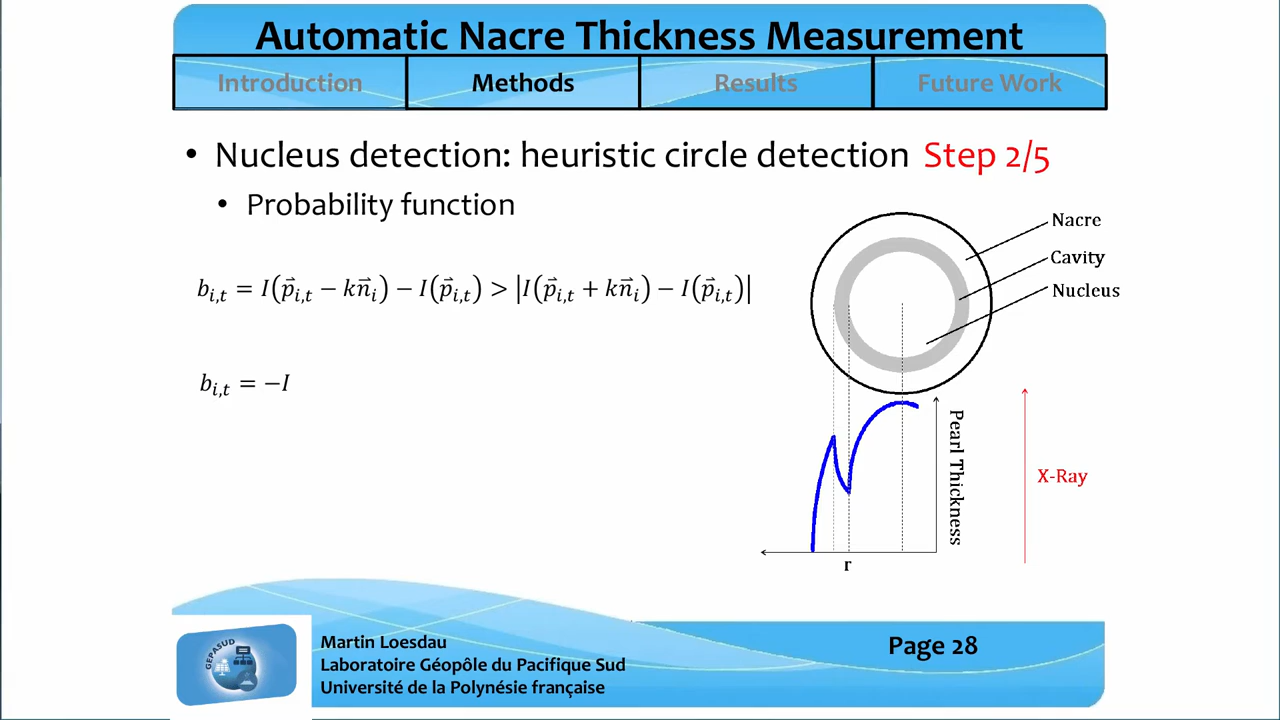 Automatic Nacre Thickness Measurement
Introduction Methods Results Future Work
• Nucleus detection: heuristic circle detection Step 2/5
• Probability function
Nacre
Cavity
Nucleus
b_{i,t} = I(p⃗_{i,t} − kn⃗_i) − I(p⃗_{i,t}) > |I(p⃗_{i,t} + kn⃗_i) − I(p⃗_{i,t})|
b_{i,t} = −I
Pearl Thickness
X-Ray
r
GEPASUD
Martin Loesdau
Laboratoire Géopôle du Pacifique Sud
Université de la Polynésie française
Page 28